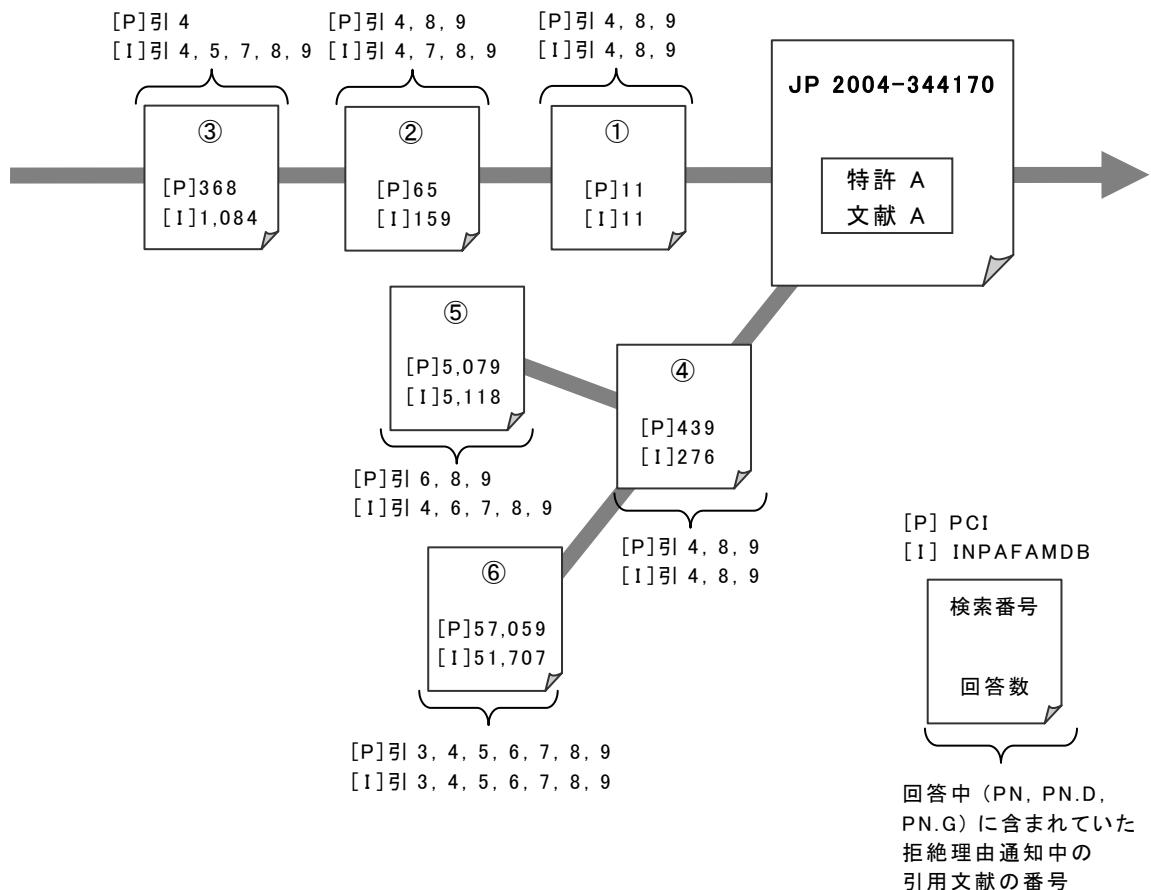 [P]引 4
[I]引 4, 5, 7, 8, 9
[P]引 4, 8, 9
[I]引 4, 7, 8, 9
[P]引 4, 8, 9
[I]引 4, 8, 9
③
[P]368
[I]1,084
②
[P]65
[I]159
①
[P]11
[I]11
JP 2004-344170
特許 A
文献 A
⑤
[P]5,079
[I]5,118
[P]引 6, 8, 9
[I]引 4, 6, 7, 8, 9
④
[P]439
[I]276
[P]引 4, 8, 9
[I]引 4, 8, 9
⑥
[P]57,059
[I]51,707
[P]引 3, 4, 5, 6, 7, 8, 9
[I]引 3, 4, 5, 6, 7, 8, 9
[P] PCI
[I] INPAFAMDB
検索番号
回答数
回答中 (PN, PN.D,
PN.G) に含まれていた
拒絶理由通知中の
引用文献の番号